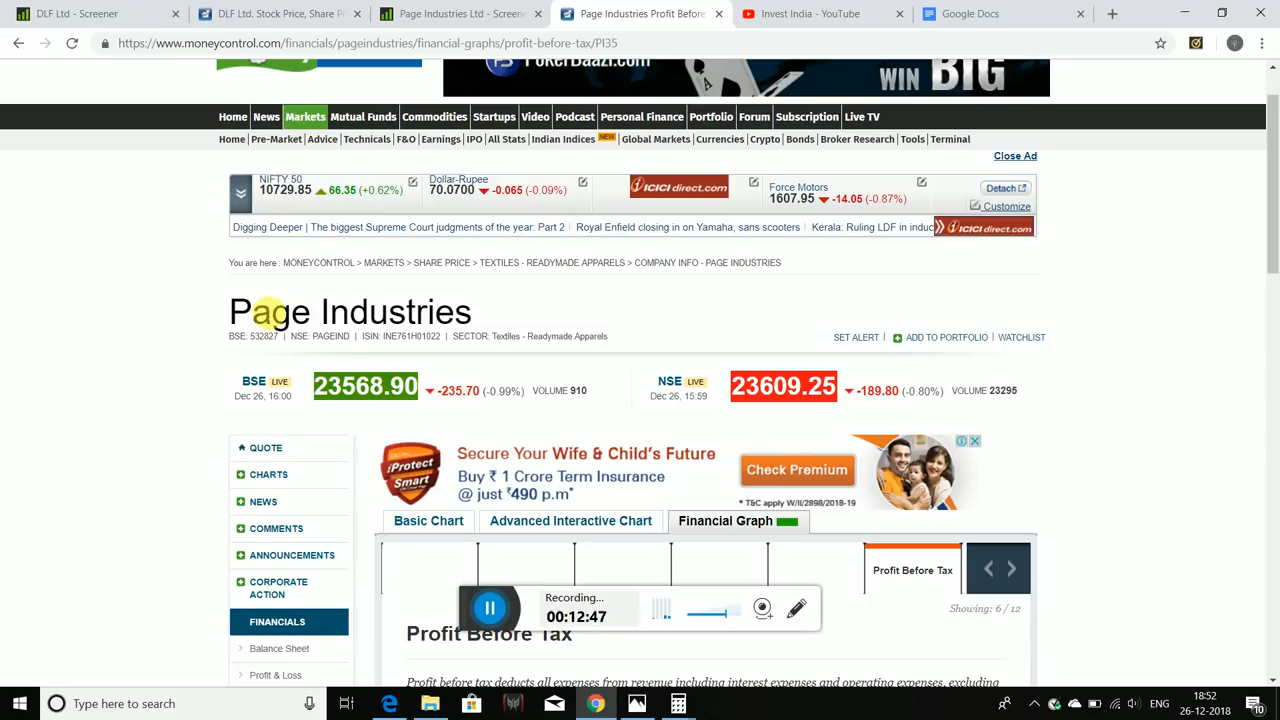 DLF Ltd - Screener
DLF Ltd. Stock Price, Share P
Page Industries Ltd - Screene
Page Industries Profit Before
Invest India - YouTube
Google Docs
https://www.moneycontrol.com/financials/pageindustries/financial-graphs/profit-before-tax/PI35
PokerBaazi.com
WIN BIG
Home News Markets Mutual Funds Commodities Startups Video Podcast Personal Finance Portfolio Forum Subscription Live TV
Home Pre-Market Advice Technicals F&O Earnings IPO All Stats Indian Indices NEW Global Markets Currencies Crypto Bonds Broker Research Tools Terminal
Close Ad
NIFTY 50
10729.85 66.35 (+0.62%)
Dollar-Rupee
70.0700 -0.065 (-0.09%)
ICICI direct.com
Force Motors
1607.95 -14.05 (-0.87%)
Detach
Customize
Digging Deeper | The biggest Supreme Court judgments of the year: Part 2 | Royal Enfield closing in on Yamaha, sans scooters | Kerala: Ruling LDF in induc
ICICI direct.com
You are here : MONEYCONTROL > MARKETS > SHARE PRICE > TEXTILES - READYMADE APPARELS > COMPANY INFO - PAGE INDUSTRIES
Page Industries
BSE: 532827 | NSE: PAGEIND | ISIN: INE761H01022 | SECTOR: Textiles - Readymade Apparels
SET ALERT | ADD TO PORTFOLIO | WATCHLIST
BSE LIVE
Dec 26, 16:00
23568.90 -235.70 (-0.99%) VOLUME 910
NSE LIVE
Dec 26, 15:59
23609.25 -189.80 (-0.80%) VOLUME 23295
QUOTE
CHARTS
NEWS
COMMENTS
ANNOUNCEMENTS
CORPORATE
ACTION
FINANCIALS
Balance Sheet
Profit & Loss
iProtect
Smart
Secure Your Wife & Child's Future
Buy ₹ 1 Crore Term Insurance
@ just ₹490 p.m*
Check Premium
* T&C apply W/II/2898/2018-19
Basic Chart
Advanced Interactive Chart
Financial Graph
Profit Before Tax
Showing: 6 / 12
Recording...
00:12:47
Profit Before Tax
Profit before tax deducts all expenses from revenue including interest expenses and operating expenses, excluding
Type here to search
ENG
18:52
26-12-2018
10